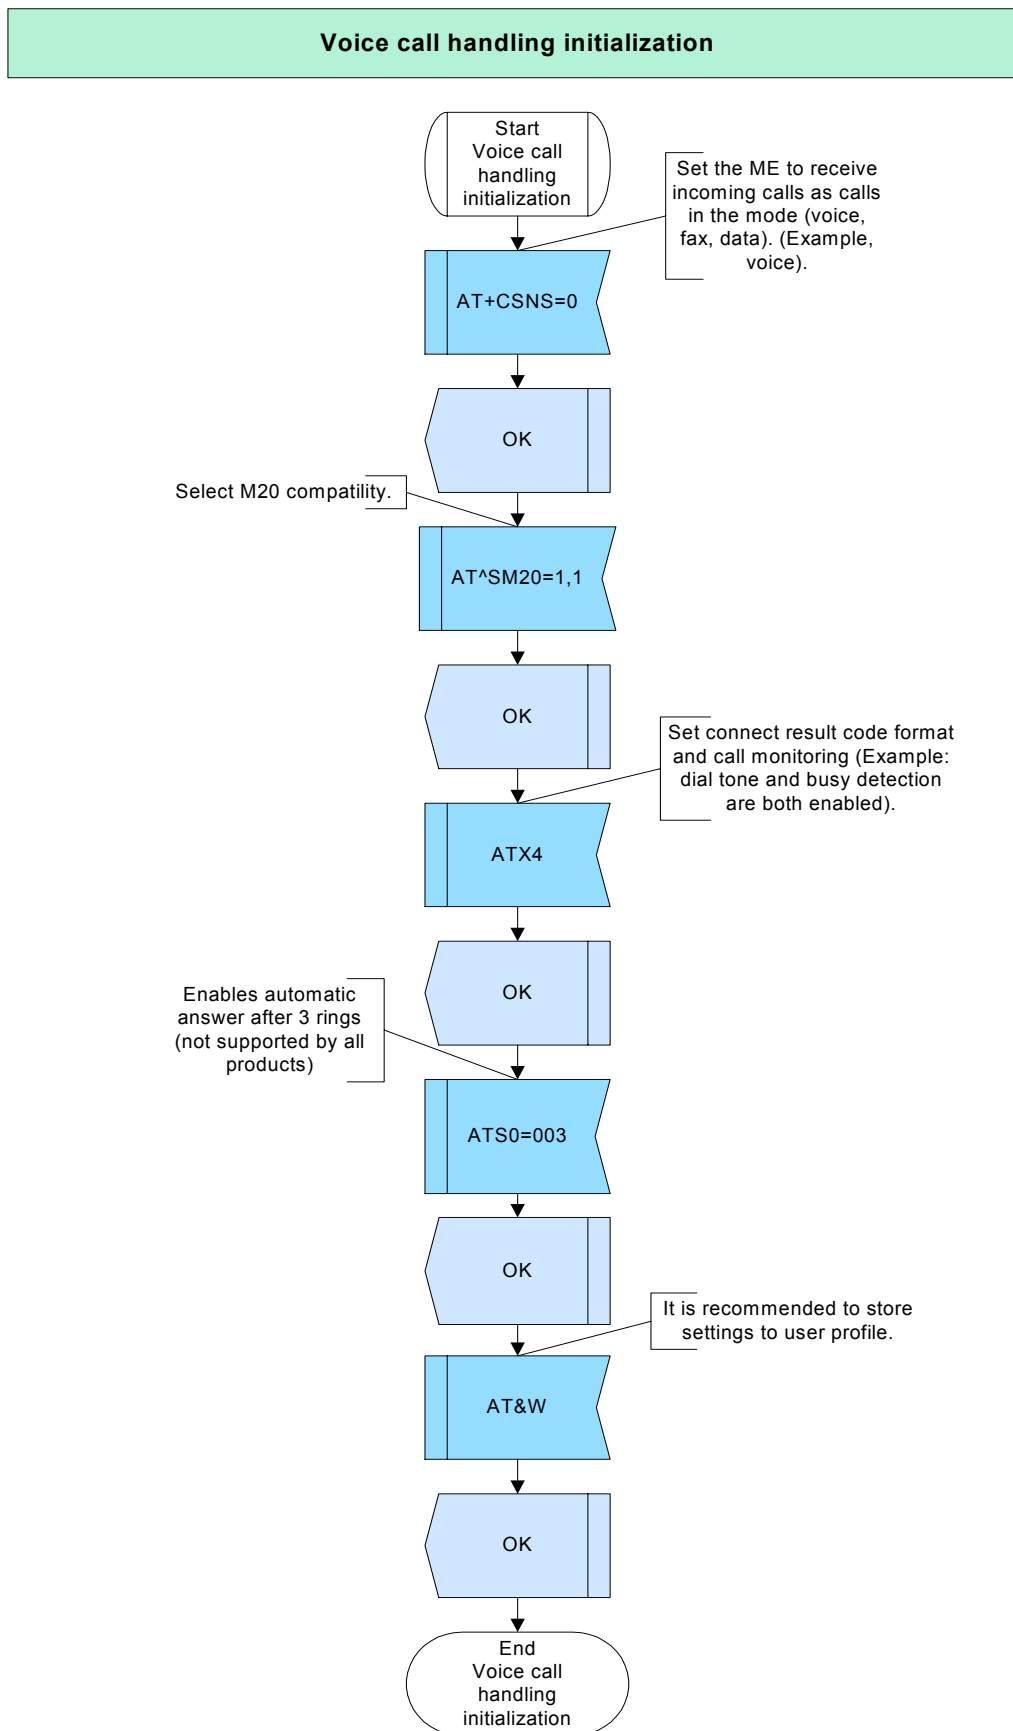 Voice call handling initialization
Start
Voice call
handling
initialization
Set the ME to receive
incoming calls as calls
in the mode (voice,
fax, data). (Example,
voice).
AT+CSNS=0
OK
Select M20 compatility.
AT^SM20=1,1
OK
Set connect result code format
and call monitoring (Example:
dial tone and busy detection
are both enabled).
ATX4
OK
Enables automatic
answer after 3 rings
(not supported by all
products)
ATS0=003
OK
It is recommended to store
settings to user profile.
AT&W
OK
End
Voice call
handling
initialization